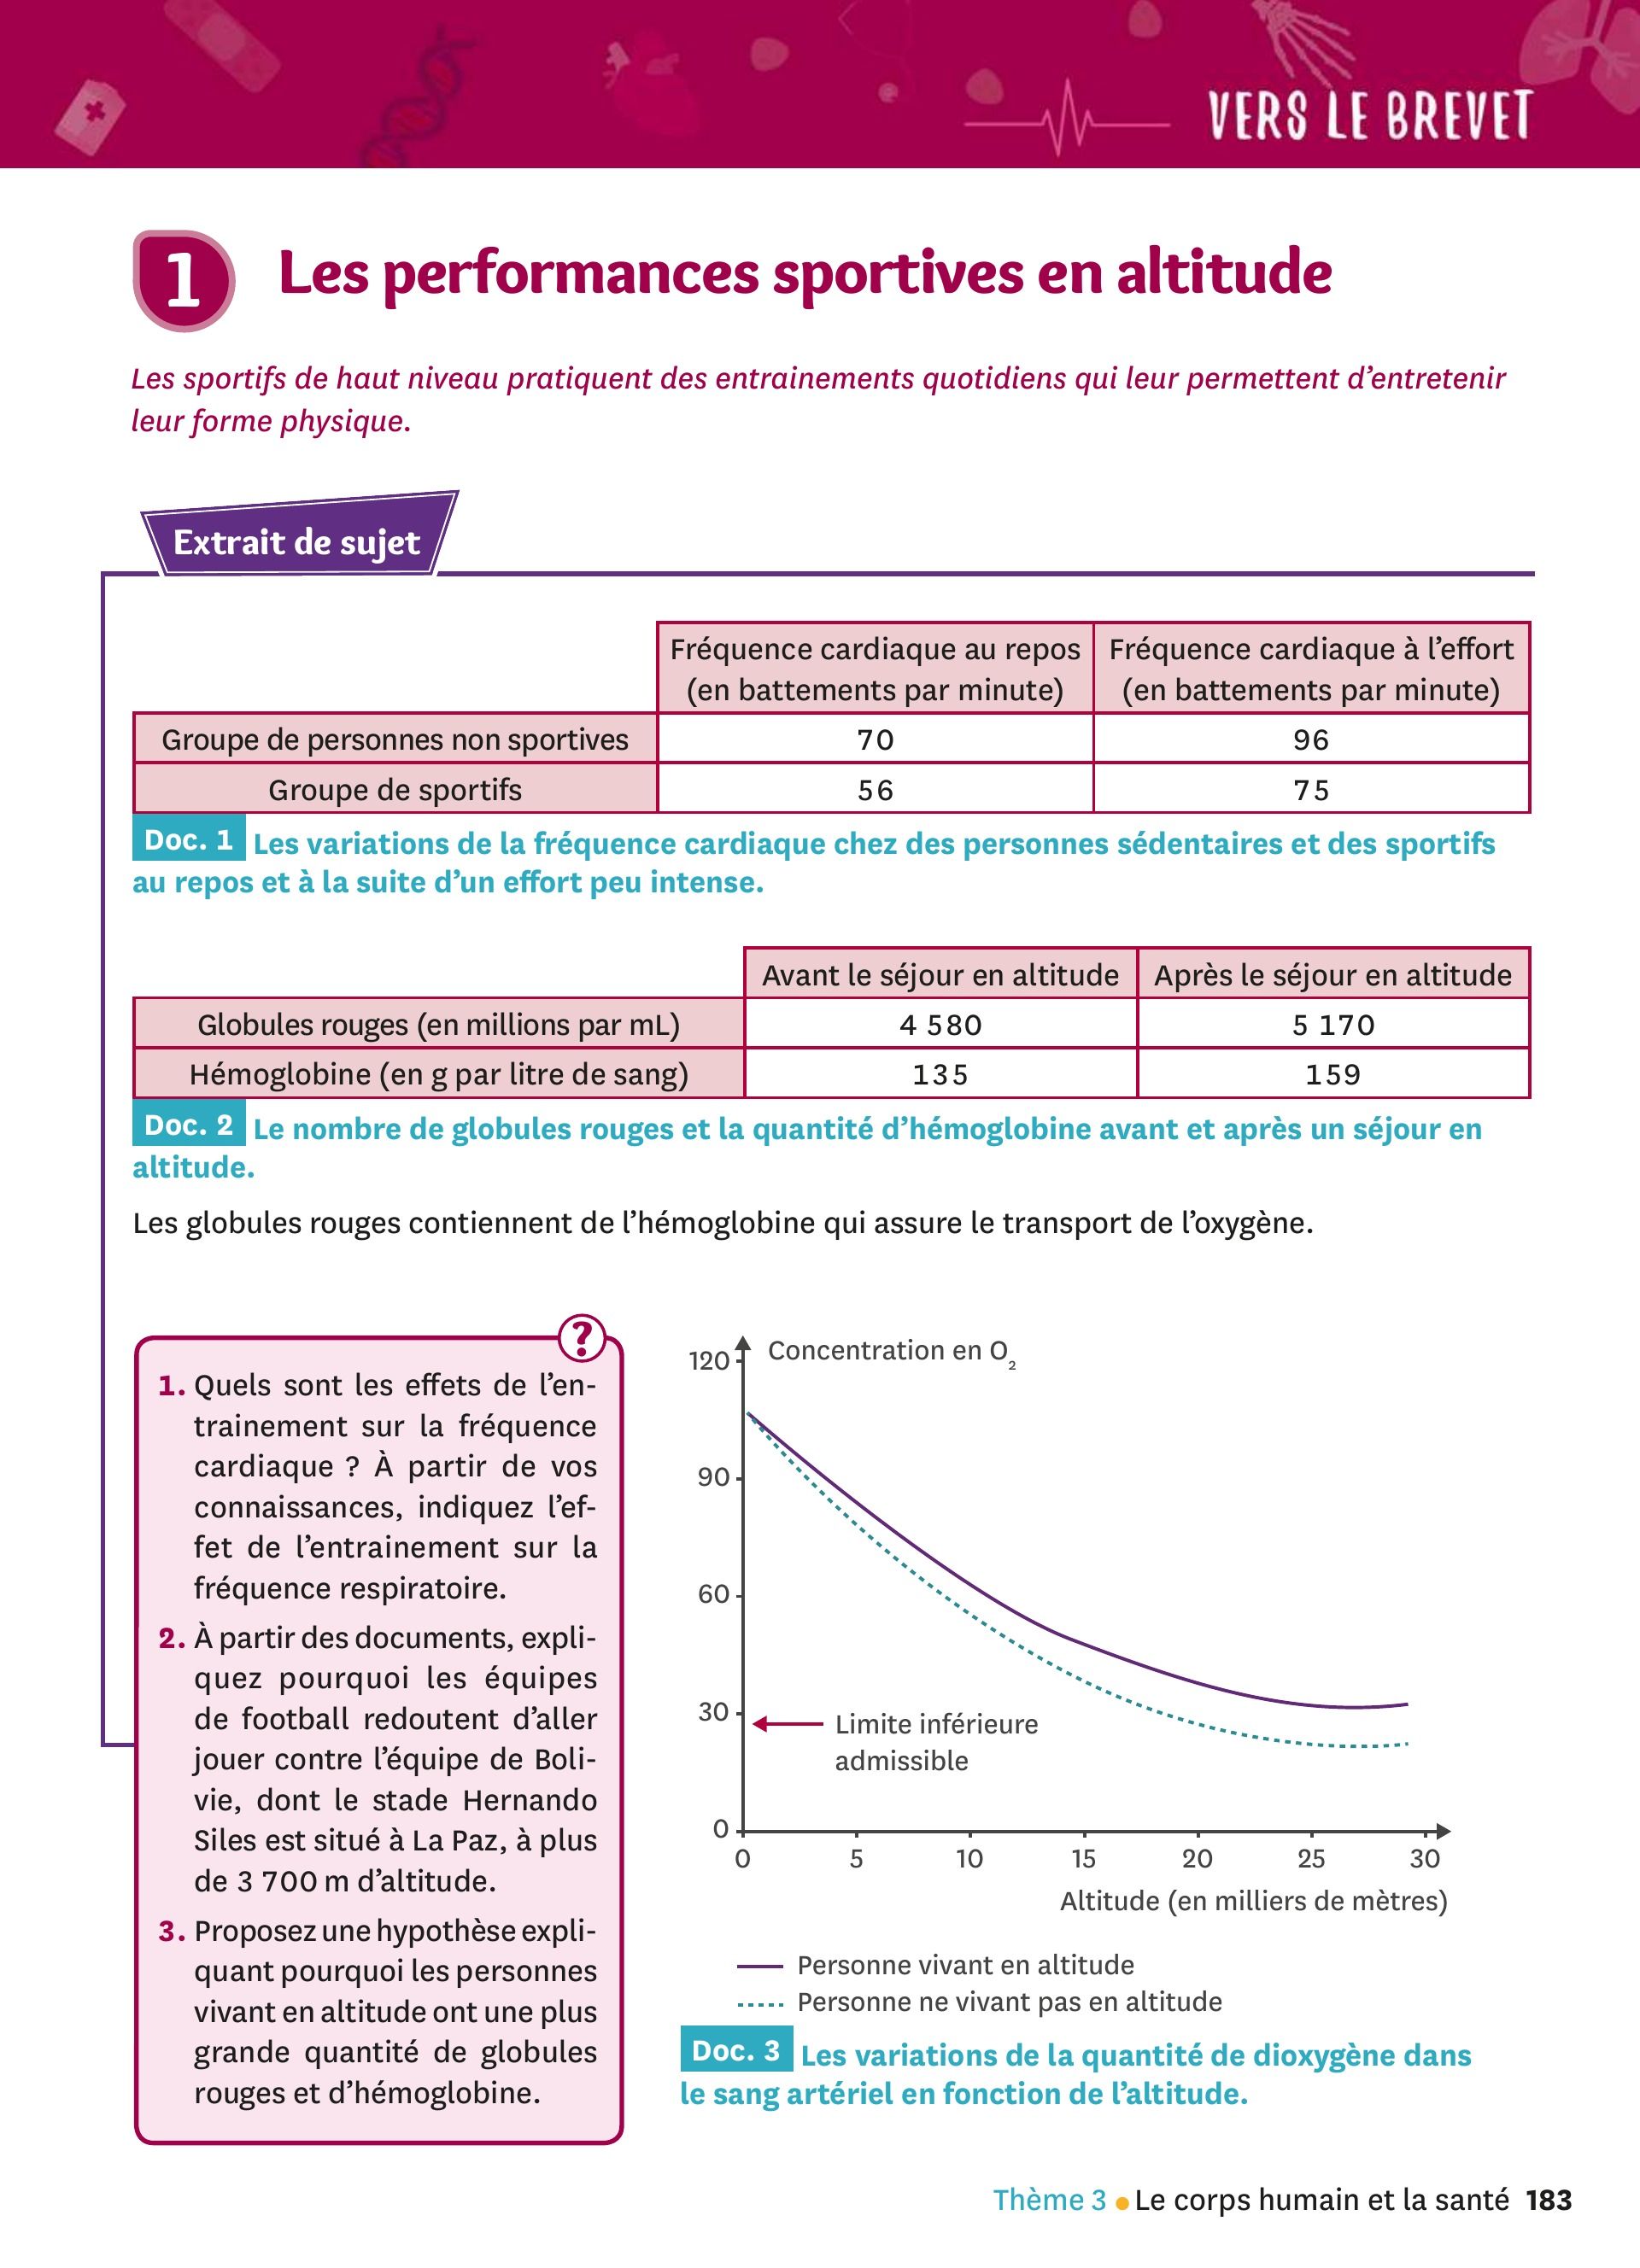 VERS LE BREVET
1 Les performances sportives en altitude
Les sportifs de haut niveau pratiquent des entrainements quotidiens qui leur permettent d'entretenir
leur forme physique.
Extrait de sujet
Fréquence cardiaque au repos
(en battements par minute)
Fréquence cardiaque à l'effort
(en battements par minute)
Groupe de personnes non sportives 70 96
Groupe de sportifs 56 75
Doc. 1 Les variations de la fréquence cardiaque chez des personnes sédentaires et des sportifs
au repos et à la suite d'un effort peu intense.
Avant le séjour en altitude Après le séjour en altitude
Globules rouges (en millions par mL) 4 580 5 170
Hémoglobine (en g par litre de sang) 135 159
Doc. 2 Le nombre de globules rouges et la quantité d'hémoglobine avant et après un séjour en
altitude.
Les globules rouges contiennent de l'hémoglobine qui assure le transport de l'oxygène.
?
1. Quels sont les effets de l'en-
trainement sur la fréquence
cardiaque ? À partir de vos
connaissances, indiquez l'ef-
fet de l'entrainement sur la
fréquence respiratoire.
2. À partir des documents, expli-
quez pourquoi les équipes
de football redoutent d'aller
jouer contre l'équipe de Boli-
vie, dont le stade Hernando
Siles est situé à La Paz, à plus
de 3 700 m d'altitude.
3. Proposez une hypothèse expli-
quant pourquoi les personnes
vivant en altitude ont une plus
grande quantité de globules
rouges et d'hémoglobine.
Concentration en O₂
120
90
60
30
0
Limite inférieure
admissible
0 5 10 15 20 25 30
Altitude (en milliers de mètres)
Personne vivant en altitude
Personne ne vivant pas en altitude
Doc. 3 Les variations de la quantité de dioxygène dans
le sang artériel en fonction de l'altitude.
Thème 3 ● Le corps humain et la santé 183